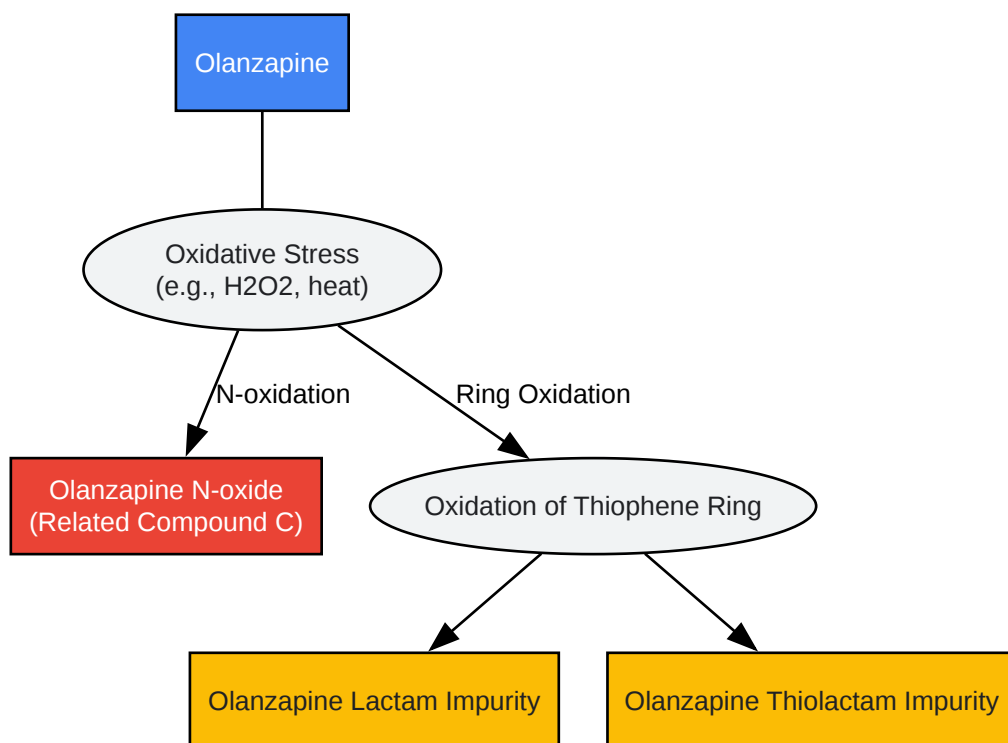 Olanzapine
Oxidative Stress
(e.g., H2O2, heat)
N-oxidation
Ring Oxidation
Olanzapine N-oxide
(Related Compound C)
Oxidation of Thiophene Ring
Olanzapine Lactam Impurity
Olanzapine Thiolactam Impurity